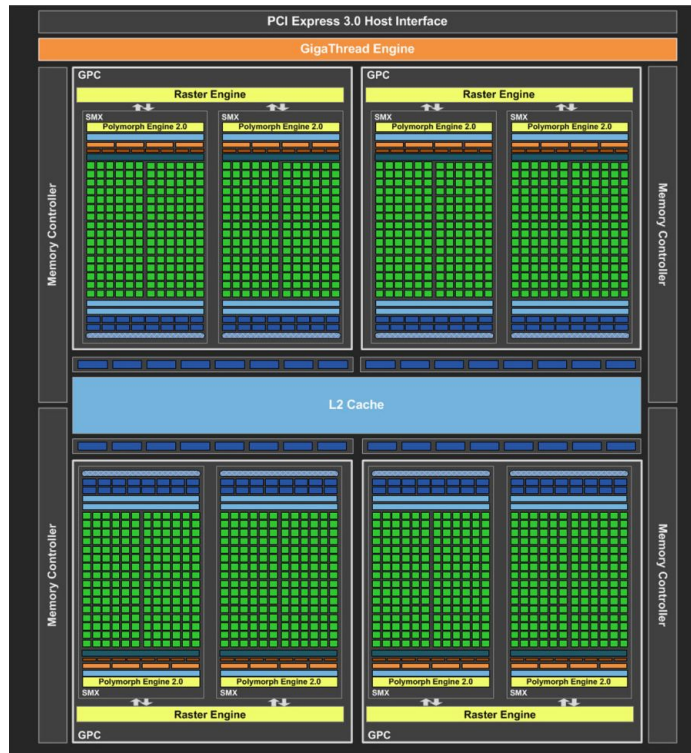 PCI Express 3.0 Host Interface
GigaThread Engine
GPC
GPC
Raster Engine
Raster Engine
SMX
SMX
SMX
SMX
Polymorph Engine 2.0
Polymorph Engine 2.0
Polymorph Engine 2.0
Polymorph Engine 2.0
Memory Controller
Memory Controller
L2 Cache
Memory Controller
Memory Controller
Polymorph Engine 2.0
Polymorph Engine 2.0
Polymorph Engine 2.0
Polymorph Engine 2.0
SMX
SMX
SMX
SMX
Raster Engine
Raster Engine
GPC
GPC